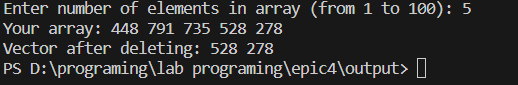 Enter number of elements in array (from 1 to 100): 5
Your array: 448 791 735 528 278
Vector after deleting: 528 278
PS D:\programing\lab programing\epic4\output>